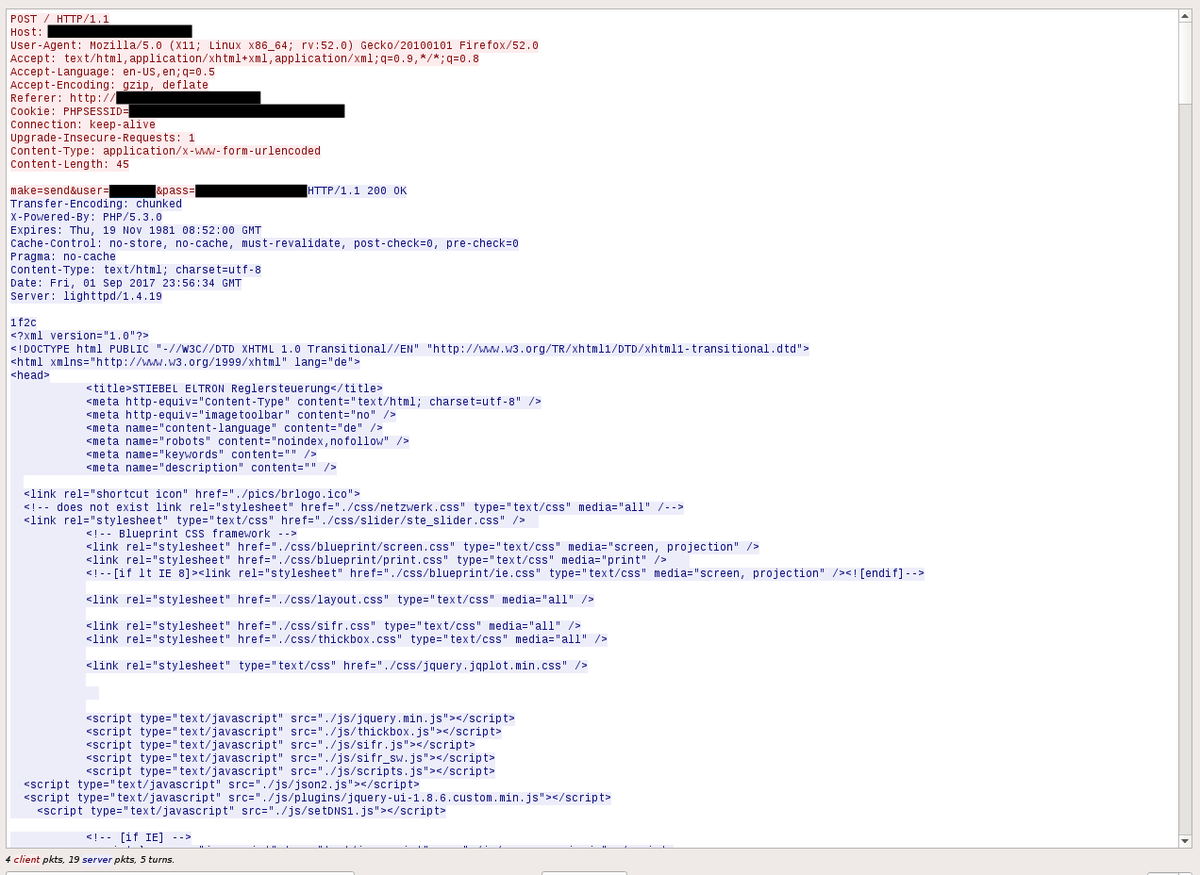 POST / HTTP/1.1
Host:
User-Agent: Mozilla/5.0 (X11; Linux x86_64; rv:52.0) Gecko/20100101 Firefox/52.0
Accept: text/html,application/xhtml+xml,application/xml;q=0.9,*/*;q=0.8
Accept-Language: en-US,en;q=0.5
Accept-Encoding: gzip, deflate
Referer: http://
Cookie: PHPSESSID=
Connection: keep-alive
Upgrade-Insecure-Requests: 1
Content-Type: application/x-www-form-urlencoded
Content-Length: 45
make=send&user= &pass= HTTP/1.1 200 OK
Transfer-Encoding: chunked
X-Powered-By: PHP/5.3.0
Expires: Thu, 19 Nov 1981 08:52:00 GMT
Cache-Control: no-store, no-cache, must-revalidate, post-check=0, pre-check=0
Pragma: no-cache
Content-Type: text/html; charset=utf-8
Date: Fri, 01 Sep 2017 23:56:34 GMT
Server: lighttpd/1.4.19
1f2c
<?xml version="1.0"?>
<!DOCTYPE html PUBLIC "-//W3C//DTD XHTML 1.0 Transitional//EN" "http://www.w3.org/TR/xhtml1/DTD/xhtml1-transitional.dtd">
<html xmlns="http://www.w3.org/1999/xhtml" lang="de">
<head>
<title>STIEBEL ELTRON Reglersteuerung</title>
<meta http-equiv="Content-Type" content="text/html; charset=utf-8" />
<meta http-equiv="imagetoolbar" content="no" />
<meta name="content-language" content="de" />
<meta name="robots" content="noindex,nofollow" />
<meta name="keywords" content="" />
<meta name="description" content="" />
<link rel="shortcut icon" href="./pics/brlogo.ico">
<!-- does not exist link rel="stylesheet" href="./css/netzwerk.css" type="text/css" media="all" /-->
<link rel="stylesheet" type="text/css" href="./css/slider/ste_slider.css" />
<!-- Blueprint CSS framework -->
<link rel="stylesheet" href="./css/blueprint/screen.css" type="text/css" media="screen, projection" />
<link rel="stylesheet" href="./css/blueprint/print.css" type="text/css" media="print" />
<!--[if lt IE 8]><link rel="stylesheet" href="./css/blueprint/ie.css" type="text/css" media="screen, projection" /><![endif]-->
<link rel="stylesheet" href="./css/layout.css" type="text/css" media="all" />
<link rel="stylesheet" href="./css/sifr.css" type="text/css" media="all" />
<link rel="stylesheet" href="./css/thickbox.css" type="text/css" media="all" />
<link rel="stylesheet" type="text/css" href="./css/jquery.jqplot.min.css" />
<script type="text/javascript" src="./js/jquery.min.js"></script>
<script type="text/javascript" src="./js/thickbox.js"></script>
<script type="text/javascript" src="./js/sifr.js"></script>
<script type="text/javascript" src="./js/sifr_sw.js"></script>
<script type="text/javascript" src="./js/scripts.js"></script>
<script type="text/javascript" src="./js/json2.js"></script>
<script type="text/javascript" src="./js/plugins/jquery-ui-1.8.6.custom.min.js"></script>
<script type="text/javascript" src="./js/setDNS1.js"></script>
<!-- [if IE] -->
4 client pkts, 19 server pkts, 5 turns.